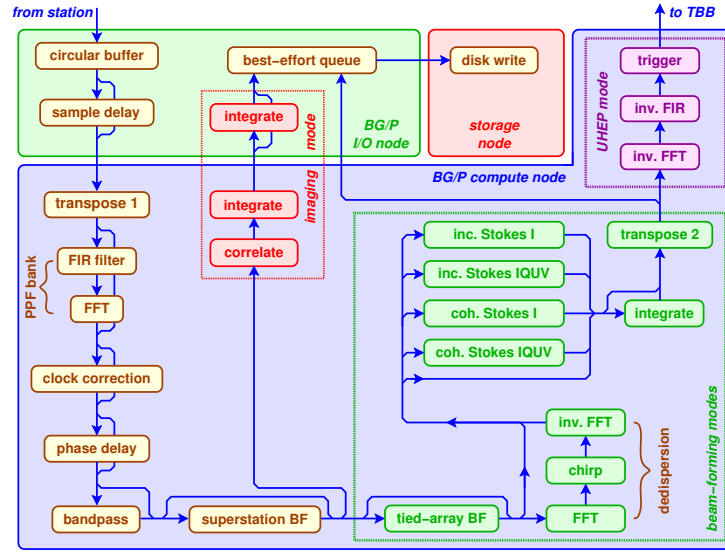 from station
to TBB
circular buffer
best-effort queue
disk write
trigger
sample delay
integrate
inv. FIR
UHEP mode
BG/P
I/O node
storage
node
inv. FFT
BG/P compute node
imaging mode
transpose 1
integrate
correlate
inc. Stokes I
transpose 2
FIR filter
PPF bank
FFT
inc. Stokes IQUV
coh. Stokes I
integrate
coh. Stokes IQUV
clock correction
phase delay
inv. FFT
chirp
dedispersion
beam-forming modes
bandpass
superstation BF
tied-array BF
FFT